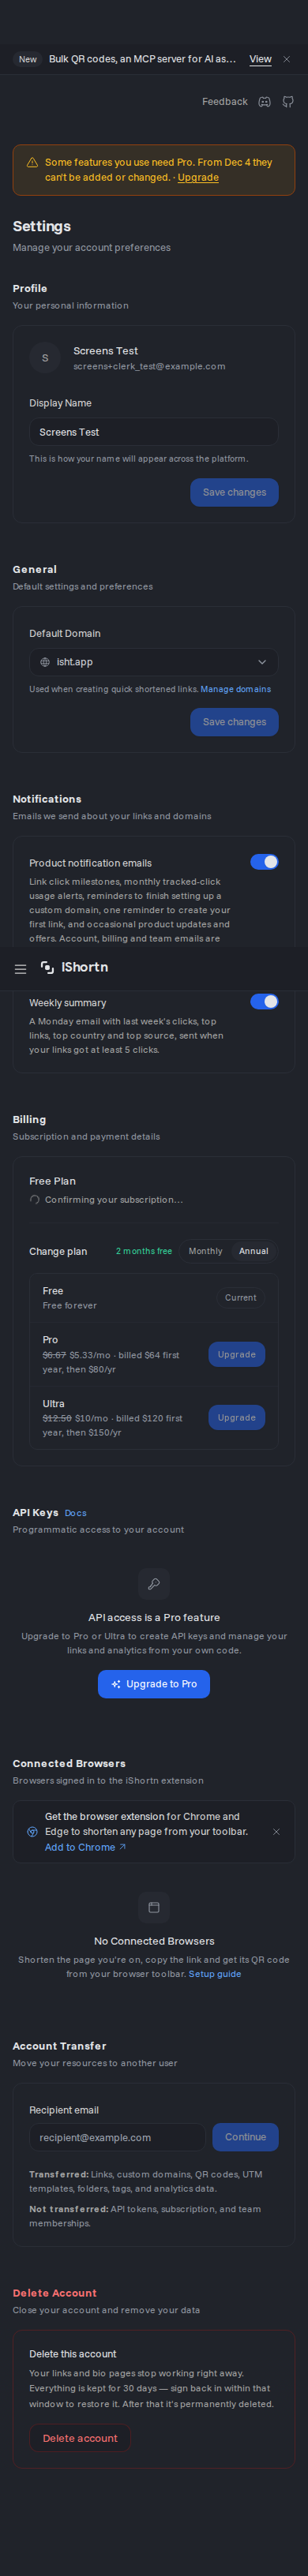 New Bulk QR codes, an MCP server for AI as... View
Feedback
Some features you use need Pro. From Dec 4 they
can't be added or changed. · Upgrade
Settings
Manage your account preferences
Profile
Your personal information
S
Screens Test
screens+clerk_test@example.com
Display Name
Screens Test
This is how your name will appear across the platform.
Save changes
General
Default settings and preferences
Default Domain
isht.app
Used when creating quick shortened links. Manage domains
Save changes
Notifications
Emails we send about your links and domains
Product notification emails
Link click milestones, monthly tracked-click
usage alerts, reminders to finish setting up a
custom domain, one reminder to create your
first link, and occasional product updates and
offers. Account, billing and team emails are
iShortn
Weekly summary
A Monday email with last week's clicks, top
links, top country and top source, sent when
your links got at least 5 clicks.
Billing
Subscription and payment details
Free Plan
Confirming your subscription...
Change plan 2 months free Monthly Annual
Free
Free forever
Current
Pro
$6.67 $5.33/mo · billed $64 first
year, then $80/yr
Upgrade
Ultra
$12.50 $10/mo · billed $120 first
year, then $150/yr
Upgrade
API Keys Docs
Programmatic access to your account
API access is a Pro feature
Upgrade to Pro or Ultra to create API keys and manage your
links and analytics from your own code.
Upgrade to Pro
Connected Browsers
Browsers signed in to the iShortn extension
Get the browser extension for Chrome and
Edge to shorten any page from your toolbar.
Add to Chrome
No Connected Browsers
Shorten the page you're on, copy the link and get its QR code
from your browser toolbar. Setup guide
Account Transfer
Move your resources to another user
Recipient email
recipient@example.com
Continue
Transferred: Links, custom domains, QR codes, UTM
templates, folders, tags, and analytics data.
Not transferred: API tokens, subscription, and team
memberships.
Delete Account
Close your account and remove your data
Delete this account
Your links and bio pages stop working right away.
Everything is kept for 30 days — sign back in within that
window to restore it. After that it's permanently deleted.
Delete account